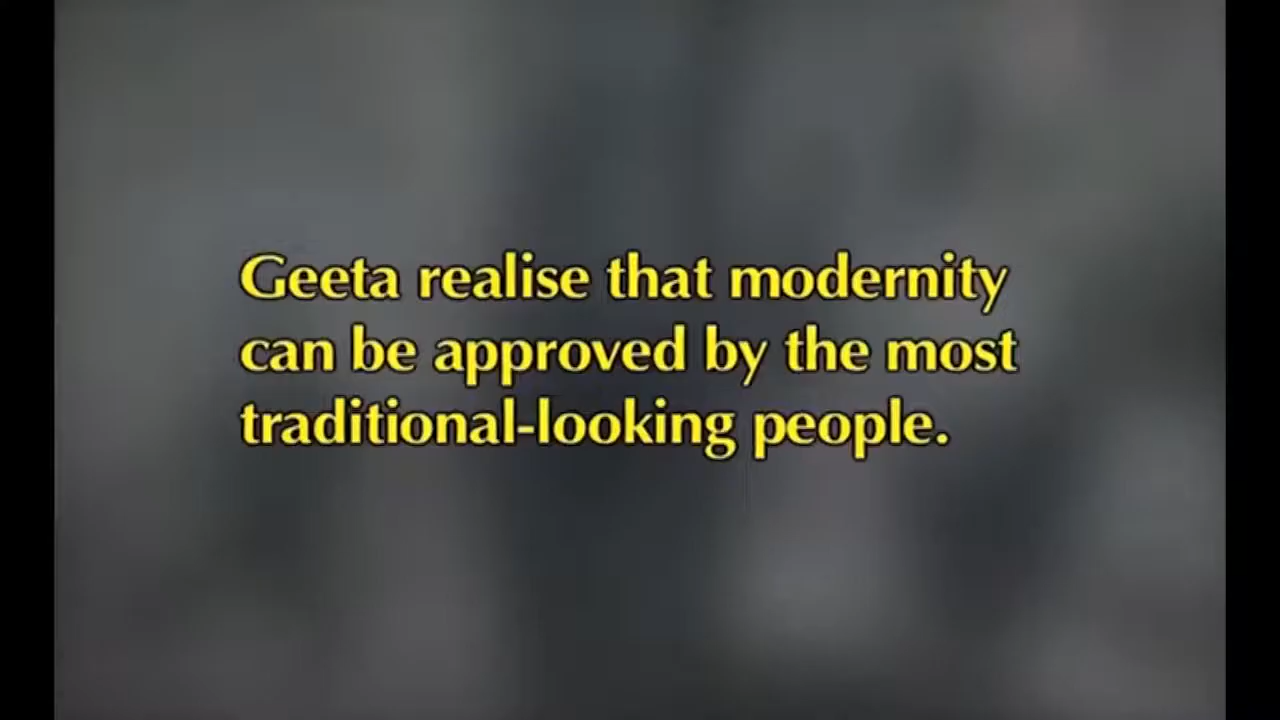 Geeta realise that modernity
can be approved by the most
traditional-looking people.